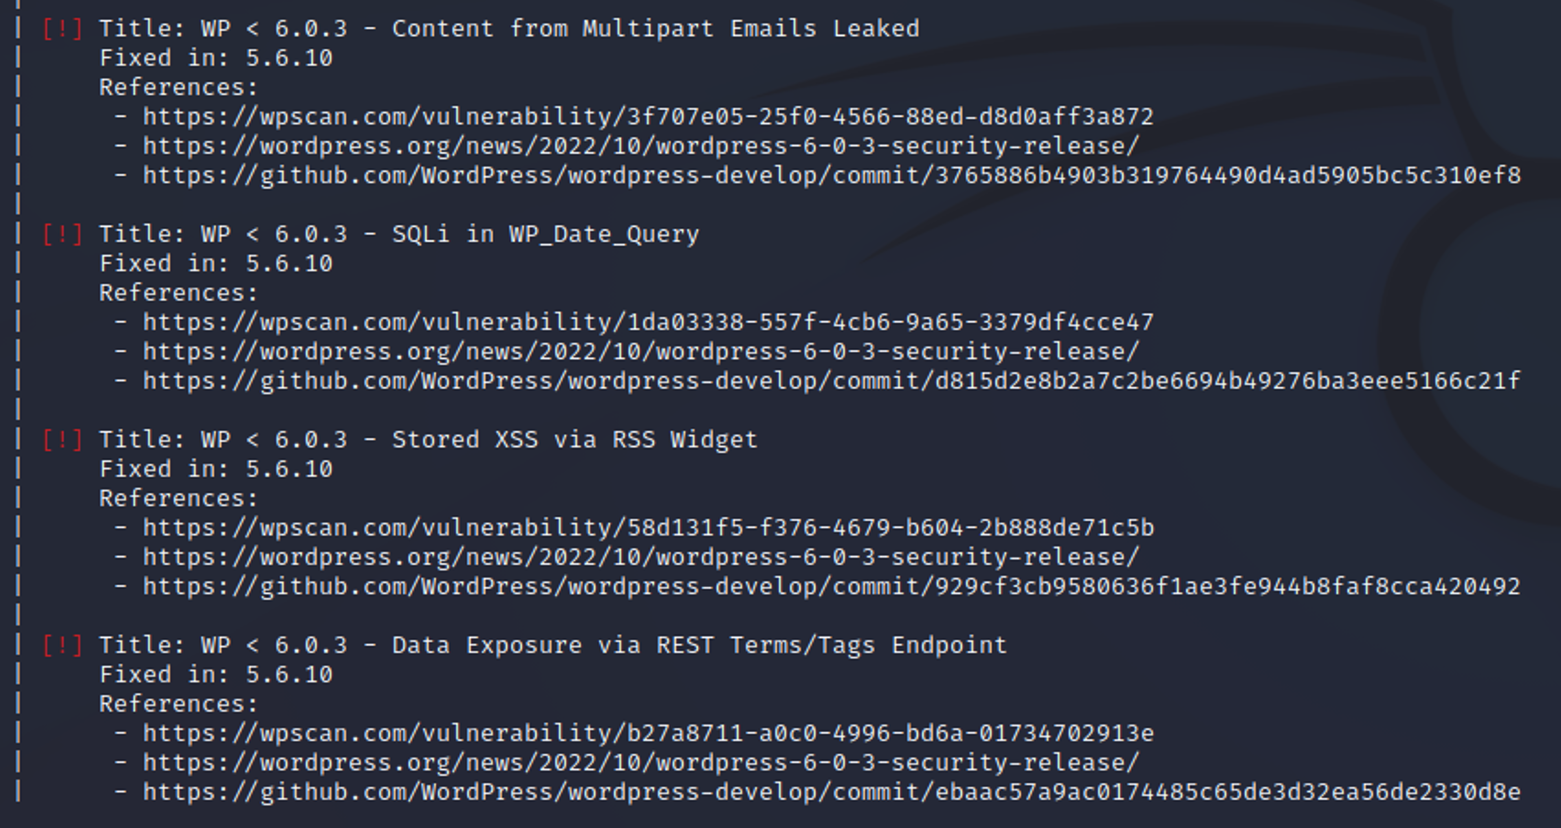 |
| [!] Title: WP < 6.0.3 - Content from Multipart Emails Leaked
|     Fixed in: 5.6.10
|     References:
|      - https://wpscan.com/vulnerability/3f707e05-25f0-4566-88ed-d8d0aff3a872
|      - https://wordpress.org/news/2022/10/wordpress-6-0-3-security-release/
|      - https://github.com/WordPress/wordpress-develop/commit/3765886b4903b319764490d4ad5905bc5c310ef8
|
| [!] Title: WP < 6.0.3 - SQLi in WP_Date_Query
|     Fixed in: 5.6.10
|     References:
|      - https://wpscan.com/vulnerability/1da03338-557f-4cb6-9a65-3379df4cce47
|      - https://wordpress.org/news/2022/10/wordpress-6-0-3-security-release/
|      - https://github.com/WordPress/wordpress-develop/commit/d815d2e8b2a7c2be6694b49276ba3eee5166c21f
|
| [!] Title: WP < 6.0.3 - Stored XSS via RSS Widget
|     Fixed in: 5.6.10
|     References:
|      - https://wpscan.com/vulnerability/58d131f5-f376-4679-b604-2b888de71c5b
|      - https://wordpress.org/news/2022/10/wordpress-6-0-3-security-release/
|      - https://github.com/WordPress/wordpress-develop/commit/929cf3cb9580636f1ae3fe944b8faf8cca420492
|
| [!] Title: WP < 6.0.3 - Data Exposure via REST Terms/Tags Endpoint
|     Fixed in: 5.6.10
|     References:
|      - https://wpscan.com/vulnerability/b27a8711-a0c0-4996-bd6a-01734702913e
|      - https://wordpress.org/news/2022/10/wordpress-6-0-3-security-release/
|      - https://github.com/WordPress/wordpress-develop/commit/ebaac57a9ac0174485c65de3d32ea56de2330d8e